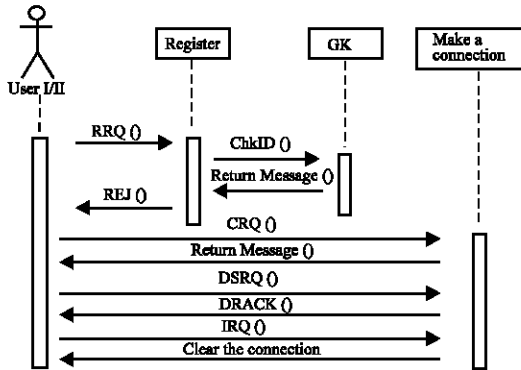 Register
GK
Make a
connection
User I/II
RRQ ()
ChkID ()
Return Message ()
REJ ()
CRQ ()
Return Message ()
DSRQ ()
DRACK ()
IRQ ()
Clear the connection